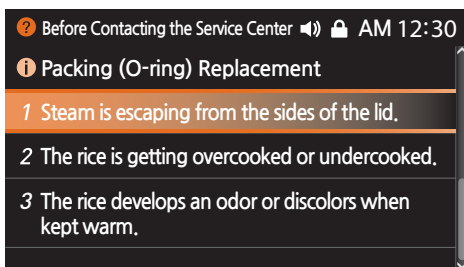 Before Contacting the Service Center AM 12:30
Packing (O-ring) Replacement
1 Steam is escaping from the sides of the lid.
2 The rice is getting overcooked or undercooked.
3 The rice develops an odor or discolors when
kept warm.